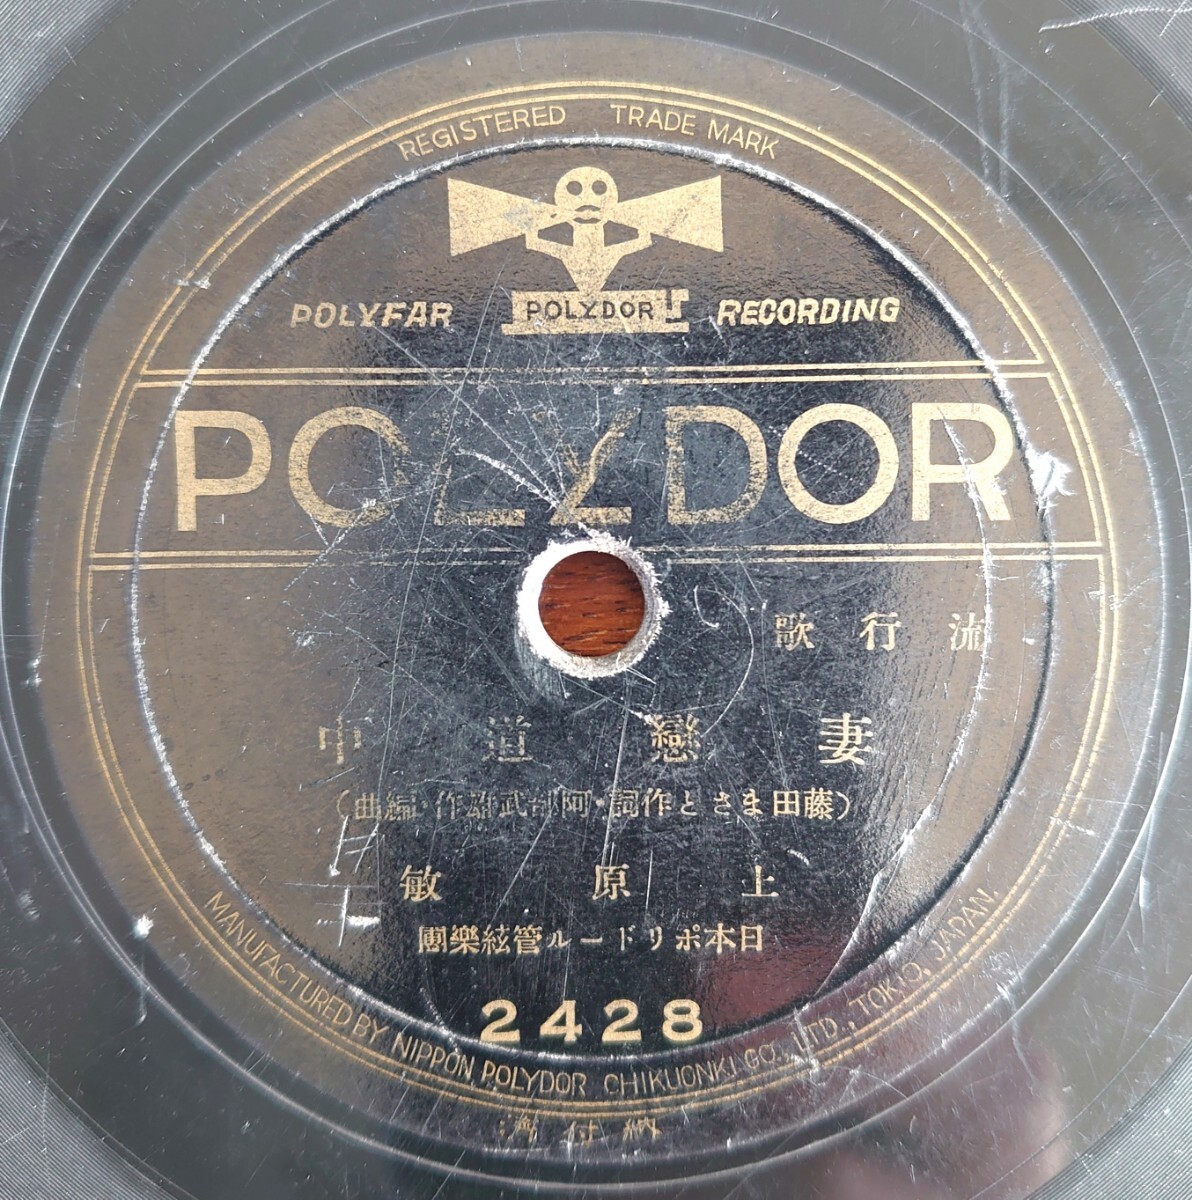 REGISTERED TRADE MARK
POLYFAR POLYDOR RECORDING
POLYDOR
流行歌
妻戀道中
(藤田まさと作詞・阿部武雄作・編曲)
上原敏
日本ポリドール管絃樂團
2428
MANUFACTURED BY NIPPON POLYDOR CHIKUONKI CO., LTD., TOKYO, JAPAN.
納付濟